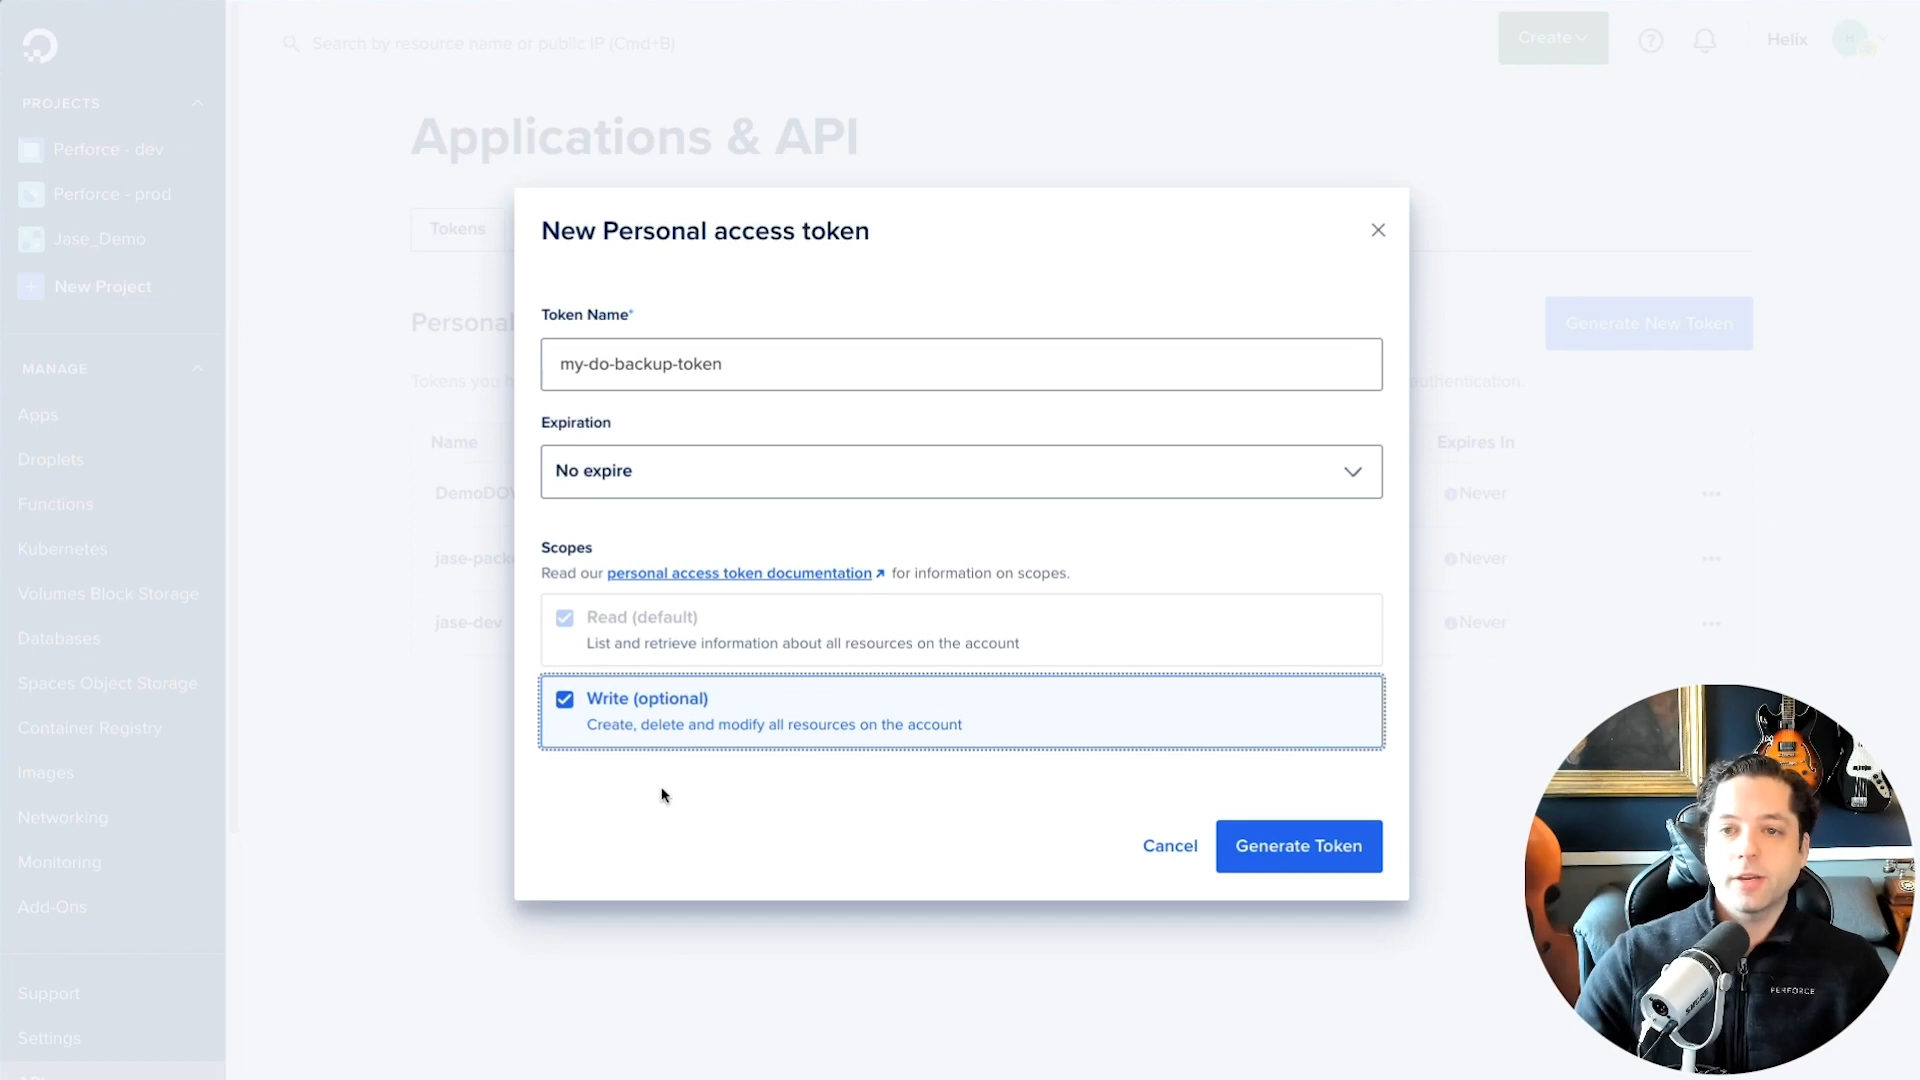 Search by resource name or public IP (Cmd+B)
Create
Helix
PROJECTS
Perforce - dev
Perforce - prod
Jase_Demo
New Project
MANAGE
Apps
Droplets
Functions
Kubernetes
Volumes Block Storage
Databases
Spaces Object Storage
Container Registry
Images
Networking
Monitoring
Add-Ons
Support
Settings
API
Applications & API
Tokens
Personal
Generate New Token
Tokens you
authentication.
Name
Expires In
Never
jase-packe
Never
jase-dev
Never
New Personal access token
Token Name*
my-do-backup-token
Expiration
No expire
Scopes
Read our personal access token documentation for information on scopes.
Read (default)
List and retrieve information about all resources on the account
Write (optional)
Create, delete and modify all resources on the account
Cancel
Generate Token
PERFORCE
SHURE